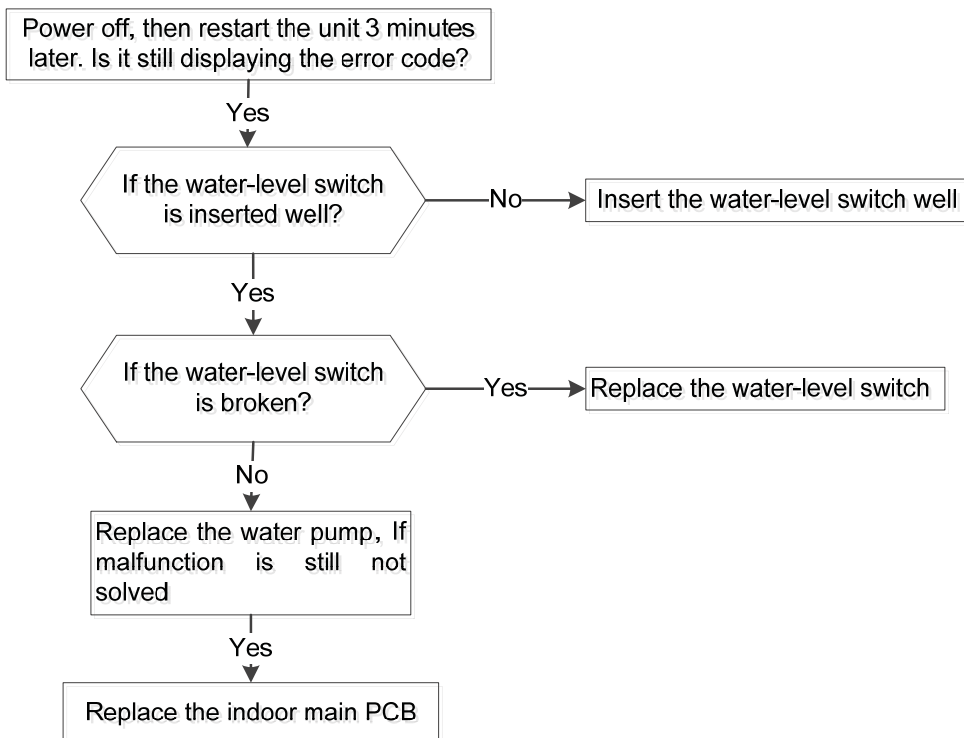 Power off, then restart the unit 3 minutes
later. Is it still displaying the error code?
Yes
If the water-level switch
is inserted well?
No
Insert the water-level switch well
Yes
If the water-level switch
is broken?
Yes
Replace the water-level switch
No
Replace the water pump, If
malfunction is still not
solved
Yes
Replace the indoor main PCB